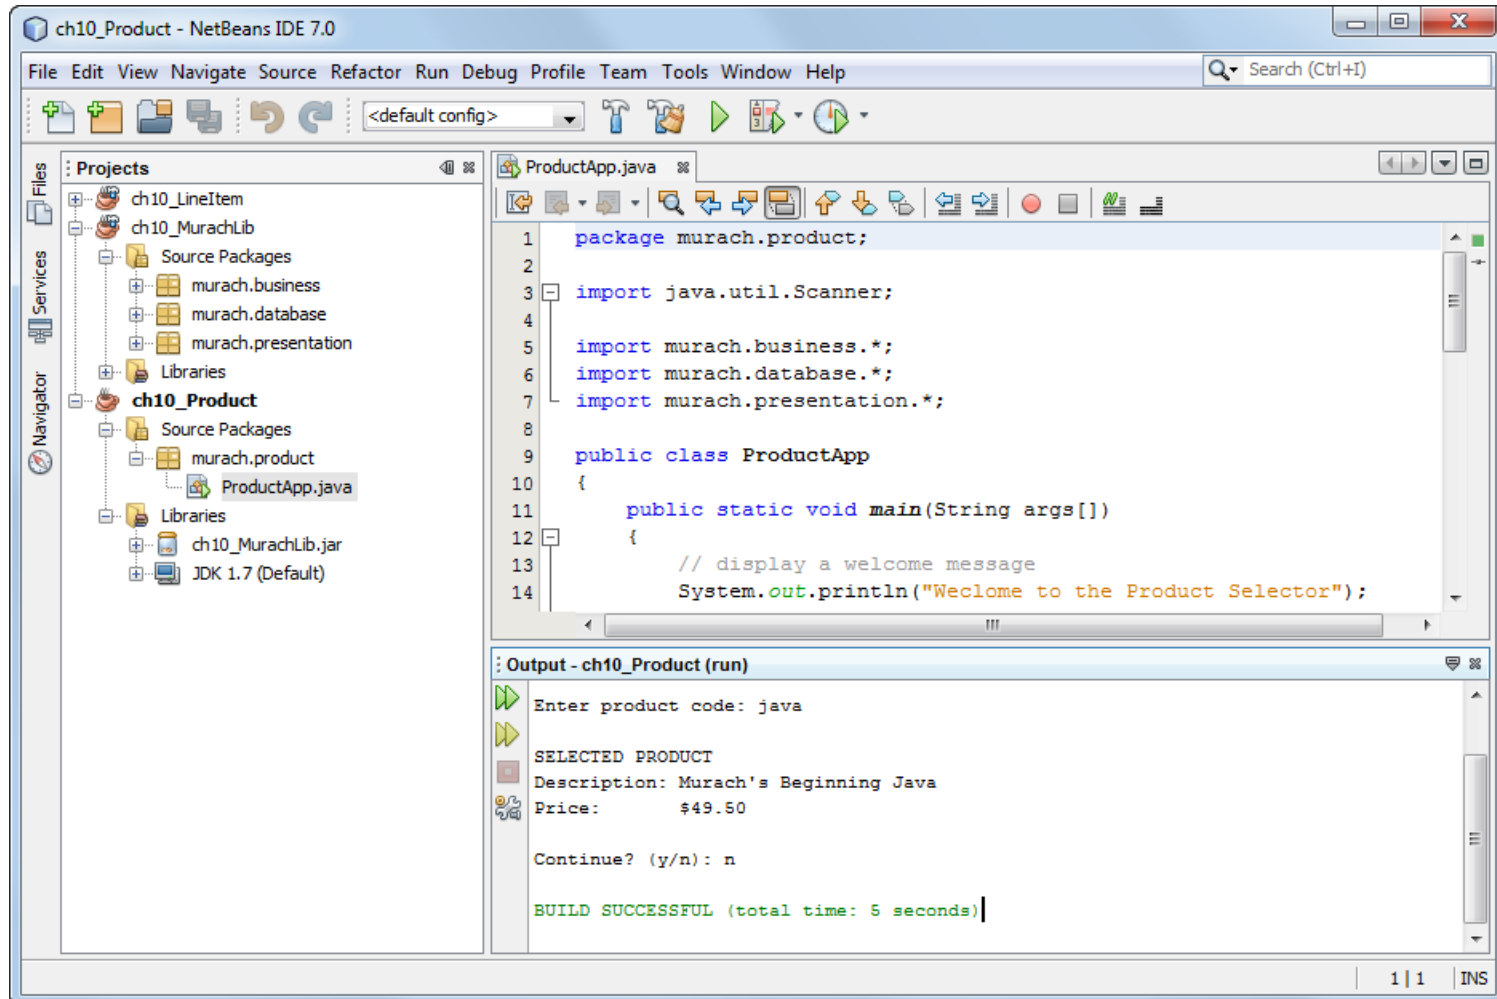 ch10_Product - NetBeans IDE 7.0
File Edit View Navigate Source Refactor Run Debug Profile Team Tools Window Help
Search (Ctrl+I)
<default config>
Files
Services
Navigator
Projects
ch10_LineItem
ch10_MurachLib
Source Packages
murach.business
murach.database
murach.presentation
Libraries
ch10_Product
Source Packages
murach.product
ProductApp.java
Libraries
ch10_MurachLib.jar
JDK 1.7 (Default)
ProductApp.java
1 package murach.product;
2
3 import java.util.Scanner;
4
5 import murach.business.*;
6 import murach.database.*;
7 import murach.presentation.*;
8
9 public class ProductApp
10 {
11 public static void main(String args[])
12 {
13 // display a welcome message
14 System.out.println("Weclome to the Product Selector");
Output - ch10_Product (run)
Enter product code: java
SELECTED PRODUCT
Description: Murach's Beginning Java
Price: $49.50
Continue? (y/n): n
BUILD SUCCESSFUL (total time: 5 seconds)
1 | 1 INS